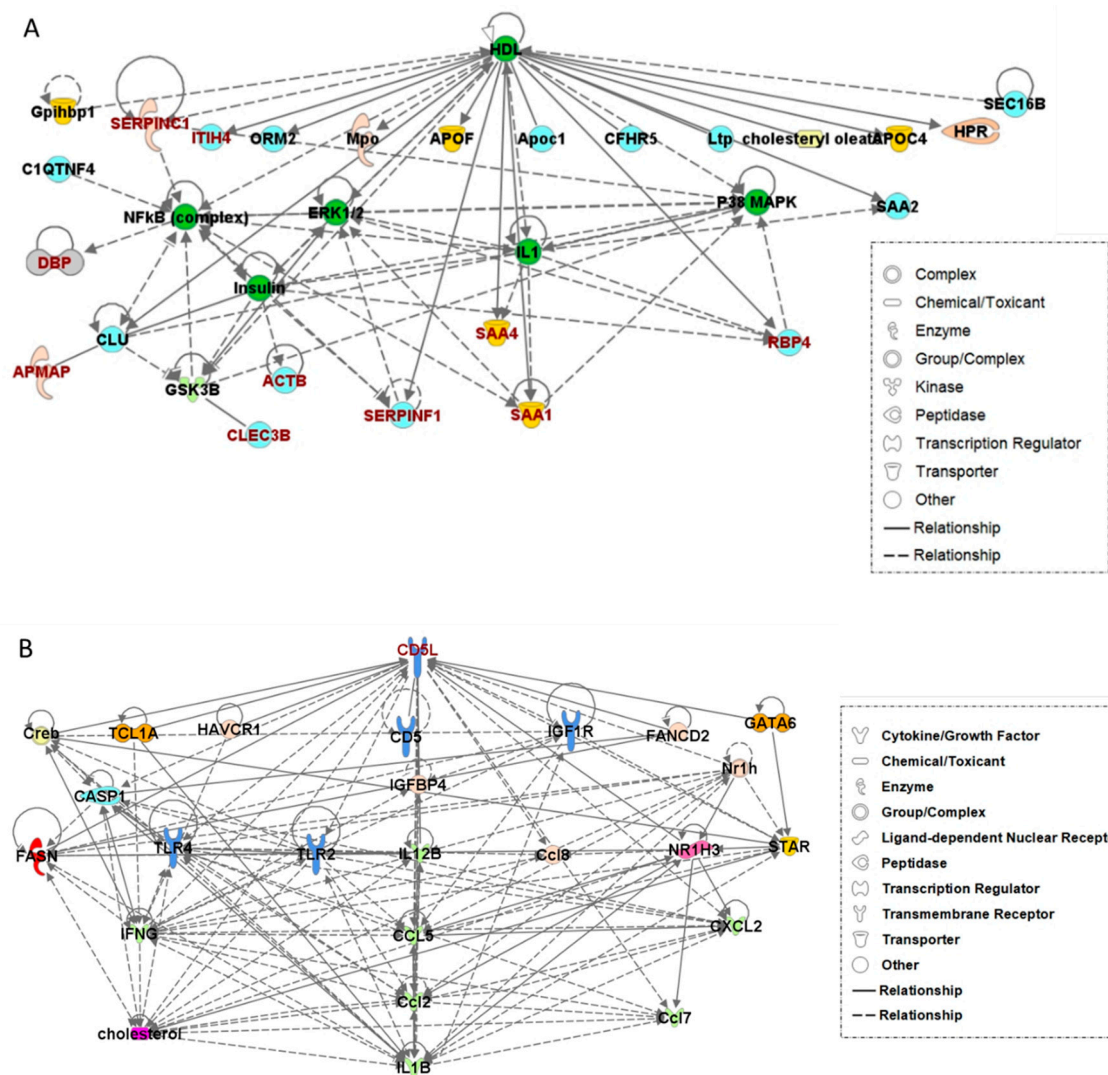 A
HDL
Gpihbp1
SERPINC1
ITIH4
ORM2
Mpo
APOF
Apoc1
CFHR5
Ltp
cholesteryl oleate
APOC4
HPR
SEC16B
C1QTNF4
NFkB (complex)
ERK1/2
P38 MAPK
SAA2
IL1
DBP
Insulin
CLU
SAA4
RBP4
APMAP
GSK3B
ACTB
SERPINF1
SAA1
CLEC3B
Complex
Chemical/Toxicant
Enzyme
Group/Complex
Kinase
Peptidase
Transcription Regulator
Transporter
Other
Relationship
Relationship
B
CD5L
Creb
TCL1A
HAVCR1
CD5
IGF1R
FANCD2
GATA6
IGFBP4
Nr1h
CASP1
FASN
TLR4
TLR2
IL12B
Ccl8
NR1H3
STAR
IFNG
CCL5
CXCL2
Ccl2
Ccl7
cholesterol
IL1B
Cytokine/Growth Factor
Chemical/Toxicant
Enzyme
Group/Complex
Ligand-dependent Nuclear Recept
Peptidase
Transcription Regulator
Transmembrane Receptor
Transporter
Other
Relationship
Relationship